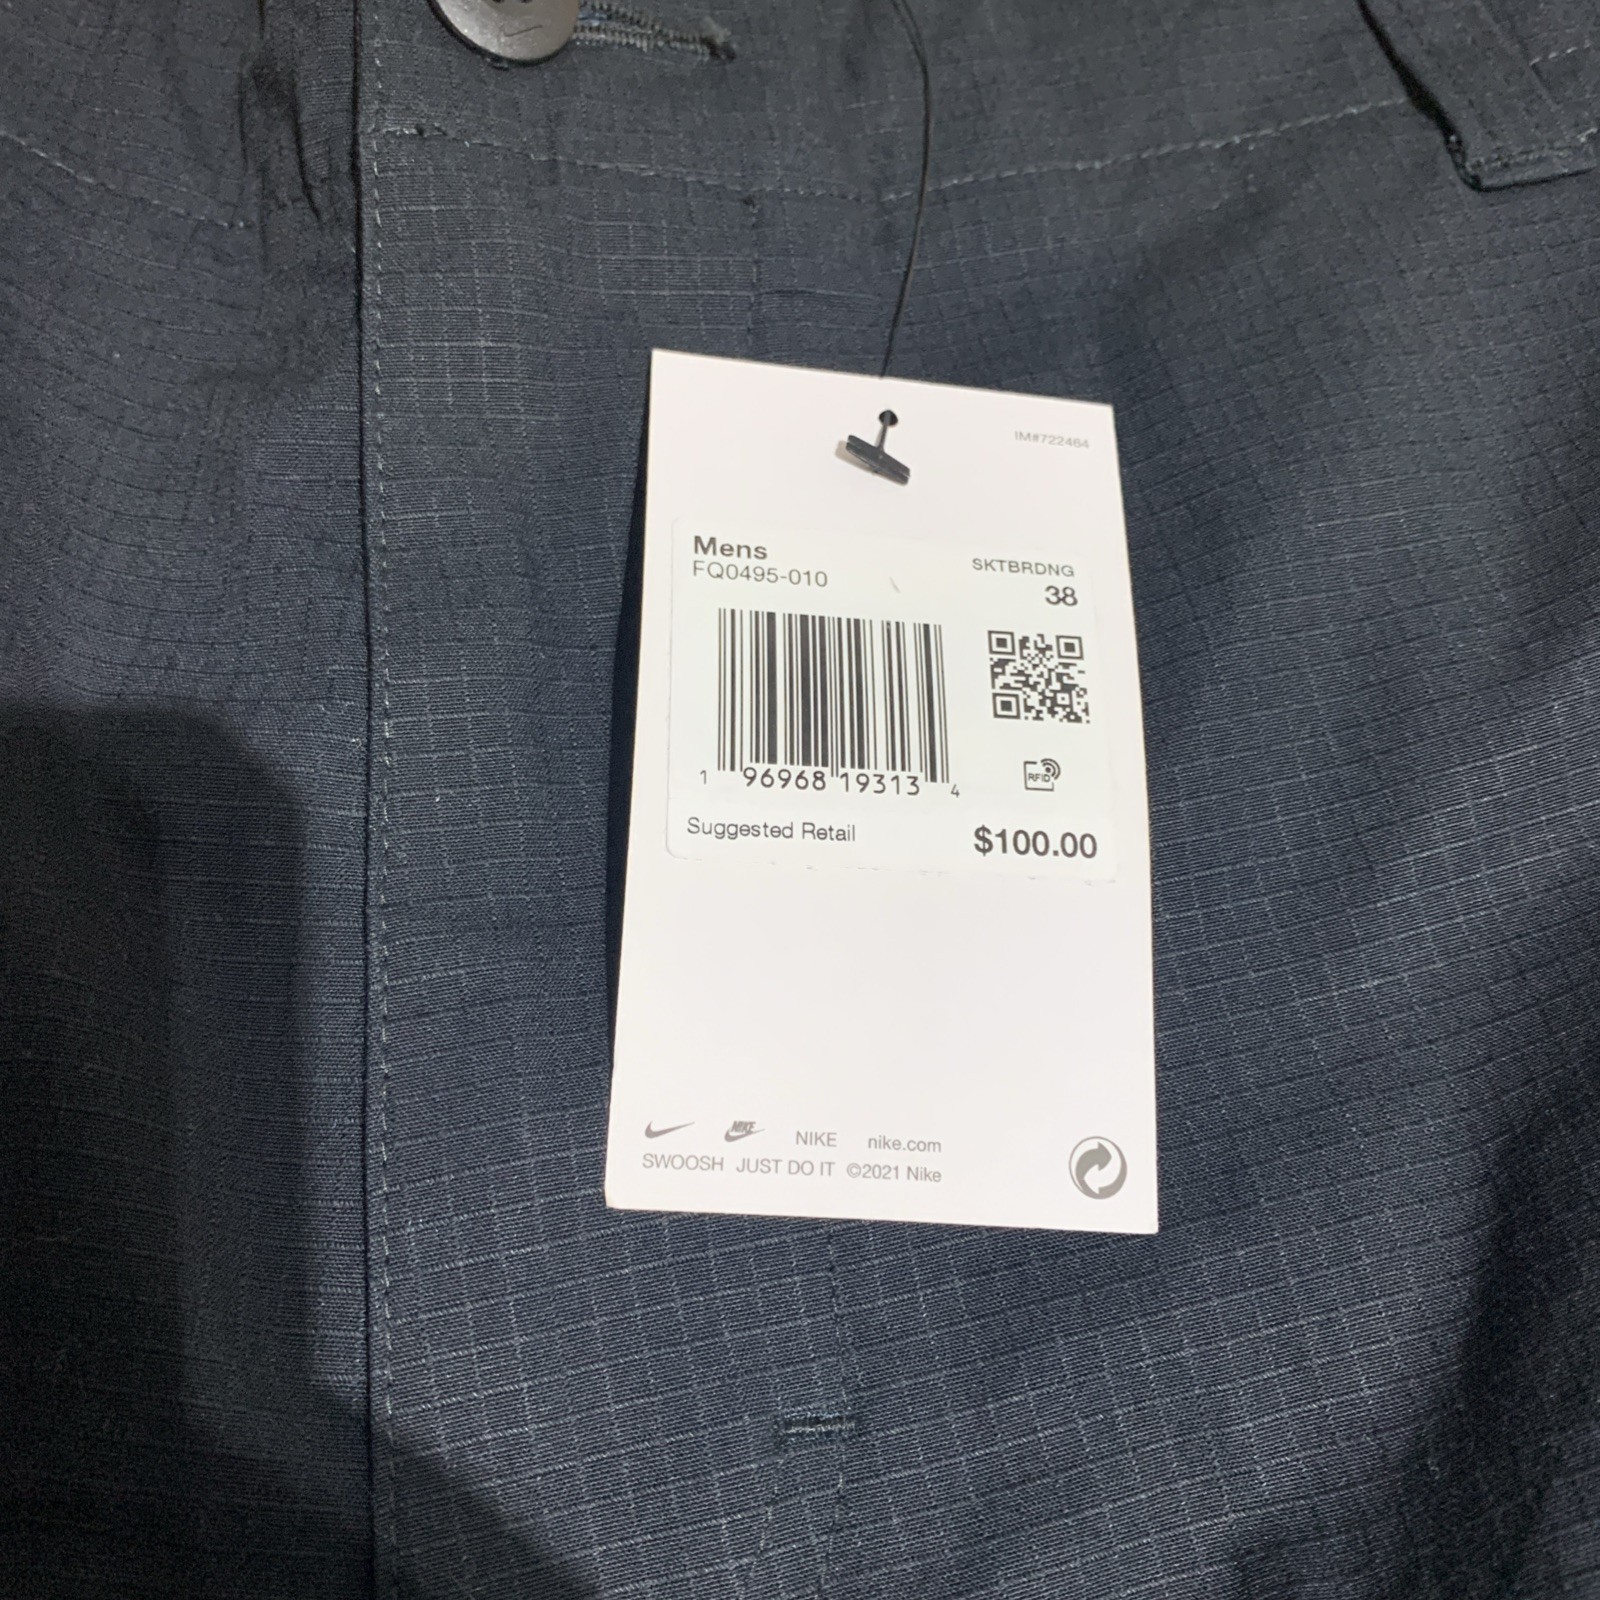 IM#722464
Mens
FQ0495-010
SKTBRDNG
38
1 96968 19313 4
RFID
Suggested Retail
$100.00
NIKE NIKE nike.com
SWOOSH JUST DO IT ©2021 Nike